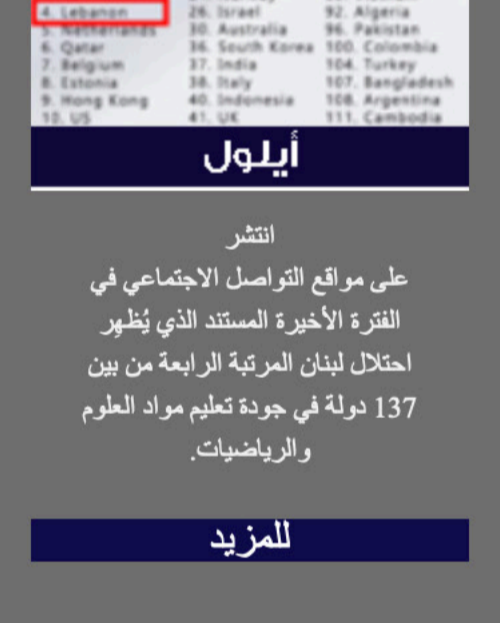 4. Lebanon 26. Israel 92. Algeria
5. Netherlands 30. Australia 96. Pakistan
6. Qatar 36. South Korea 100. Colombia
7. Belgium 37. India 104. Turkey
8. Estonia 38. Italy 107. Bangladesh
9. Hong Kong 40. Indonesia 108. Argentina
10. US 41. UK 111. Cambodia
أيلول
انتشر
على مواقع التواصل الاجتماعي في
الفترة الأخيرة المستند الذي يُظهِر
احتلال لبنان المرتبة الرابعة من بين
137 دولة في جودة تعليم مواد العلوم
والرياضيات.
للمزيد